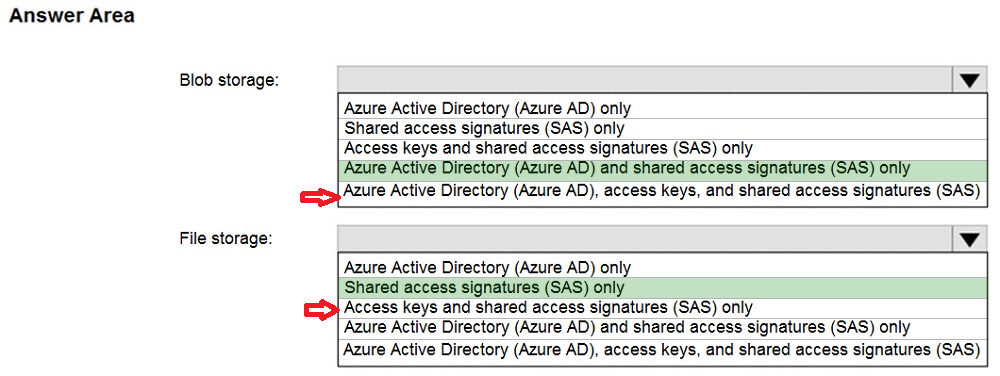 Answer Area
Blob storage:
Azure Active Directory (Azure AD) only
Shared access signatures (SAS) only
Access keys and shared access signatures (SAS) only
Azure Active Directory (Azure AD) and shared access signatures (SAS) only
Azure Active Directory (Azure AD), access keys, and shared access signatures (SAS)
File storage:
Azure Active Directory (Azure AD) only
Shared access signatures (SAS) only
Access keys and shared access signatures (SAS) only
Azure Active Directory (Azure AD) and shared access signatures (SAS) only
Azure Active Directory (Azure AD), access keys, and shared access signatures (SAS)